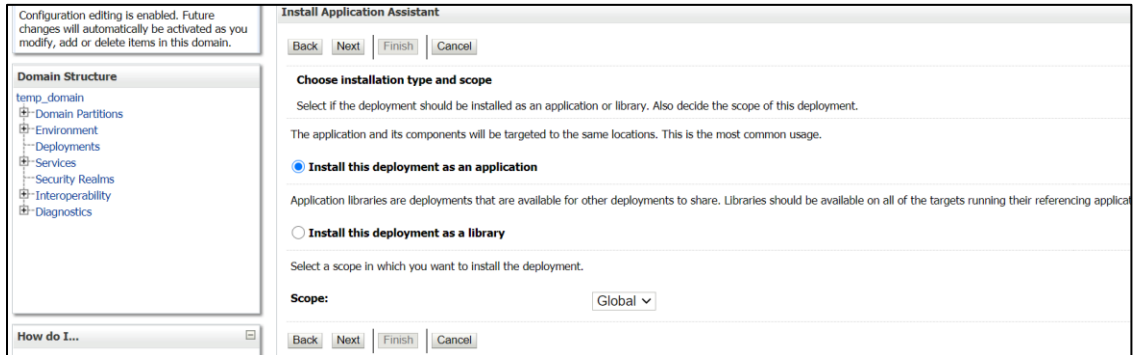 Configuration editing is enabled. Future
changes will automatically be activated as you
modify, add or delete items in this domain.
Domain Structure
temp_domain
Domain Partitions
Environment
Deployments
Services
Security Realms
Interoperability
Diagnostics
How do I...
Install Application Assistant
Back Next Finish Cancel
Choose installation type and scope
Select if the deployment should be installed as an application or library. Also decide the scope of this deployment.
The application and its components will be targeted to the same locations. This is the most common usage.
Install this deployment as an application
Application libraries are deployments that are available for other deployments to share. Libraries should be available on all of the targets running their referencing applicat
Install this deployment as a library
Select a scope in which you want to install the deployment.
Scope: Global
Back Next Finish Cancel